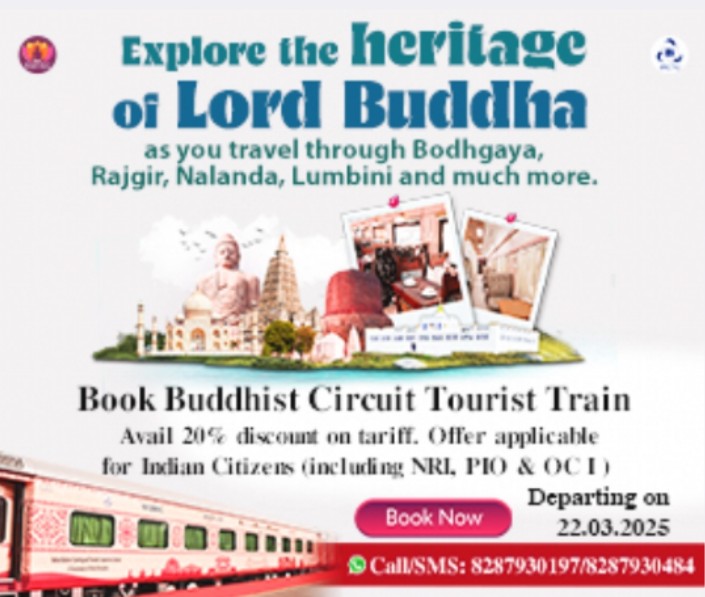 Explore the heritage
of Lord Buddha
as you travel through Bodhgaya,
Rajgir, Nalanda, Lumbini and much more.
Book Buddhist Circuit Tourist Train
Avail 20% discount on tariff. Offer applicable
for Indian Citizens (including NRI, PIO & OC I )
Departing on
Book Now
22.03.2025
Call/SMS: 8287930197/8287930484